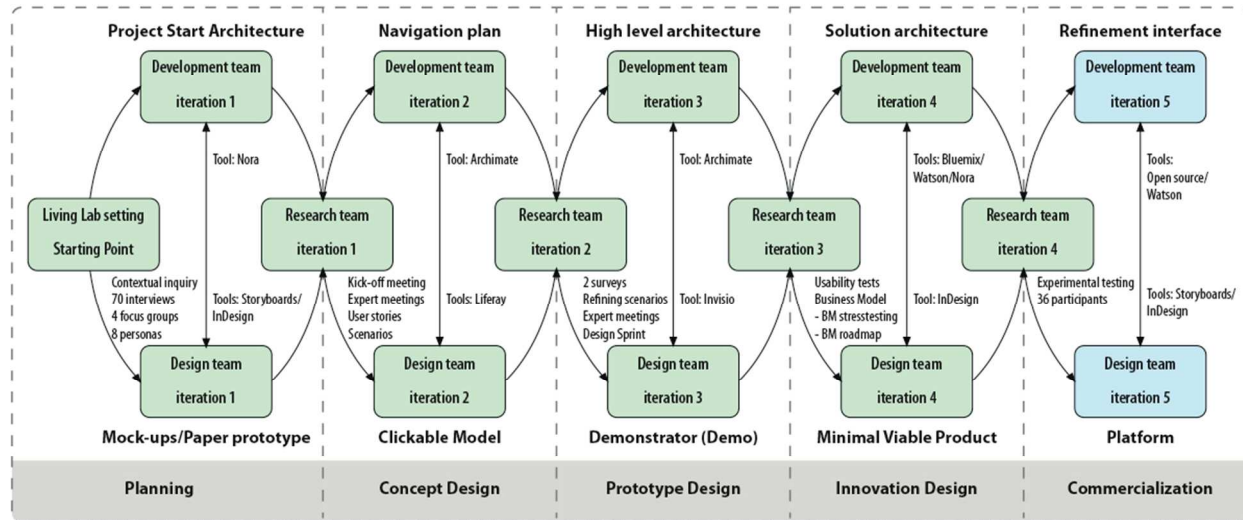 Project Start Architecture
Navigation plan
High level architecture
Solution architecture
Refinement interface
Development team
iteration 1
Development team
iteration 2
Development team
iteration 3
Development team
iteration 4
Development team
iteration 5
Tool: Nora
Tool: Archimate
Tool: Archimate
Tools: Bluemix/
Watson/Nora
Tools:
Open source/
Watson
Living Lab setting
Starting Point
Research team
iteration 1
Research team
iteration 2
Research team
iteration 3
Research team
iteration 4
Contextual inquiry
70 interviews
4 focus groups
8 personas
Tools: Storyboards/
InDesign
Kick-off meeting
Expert meetings
User stories
Scenarios
Tools: Liferay
2 surveys
Refining scenarios
Expert meetings
Design Sprint
Tool: Invisio
Usability tests
Business Model
- BM stresstesting
- BM roadmap
Tool: InDesign
Experimental testing
36 participants
Tools: Storyboards/
InDesign
Design team
iteration 1
Design team
iteration 2
Design team
iteration 3
Design team
iteration 4
Design team
iteration 5
Mock-ups/Paper prototype
Clickable Model
Demonstrator (Demo)
Minimal Viable Product
Platform
Planning
Concept Design
Prototype Design
Innovation Design
Commercialization